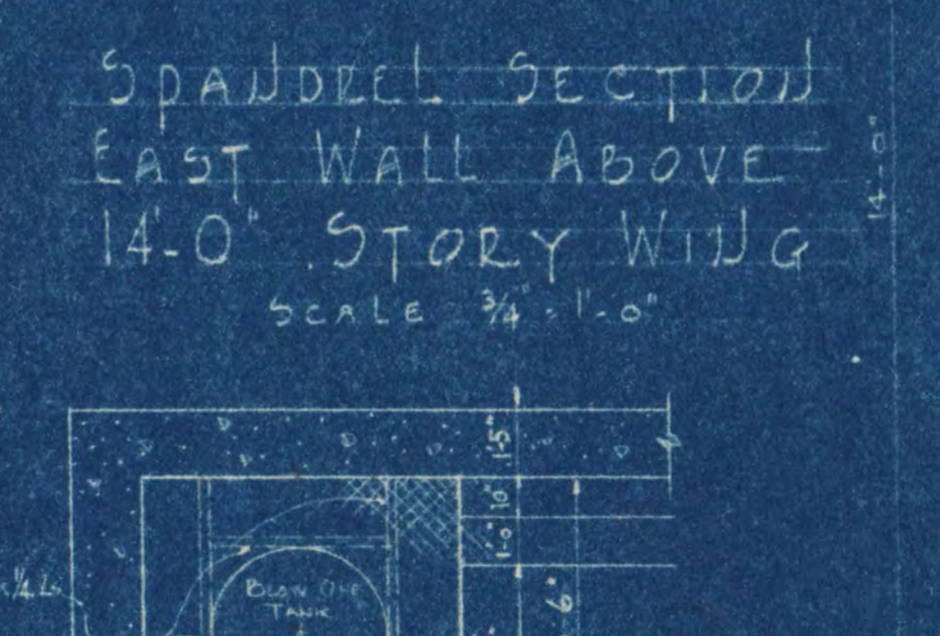 SPANDREL SECTION
EAST WALL ABOVE
14'-0" STORY WING
SCALE 3/4" = 1'-0"
14'-0"
1'-5"
10"
1'-0"
6"
BLOW OFF
TANK